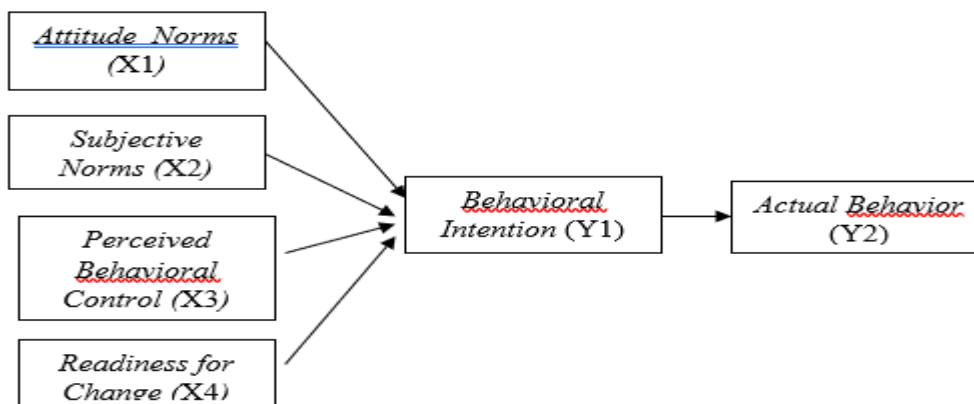 Attitude Norms
(X1)
Subjective
Norms (X2)
Perceived
Behavioral
Control (X3)
Readiness for
Change (X4)
Behavioral
Intention (Y1)
Actual Behavior
(Y2)